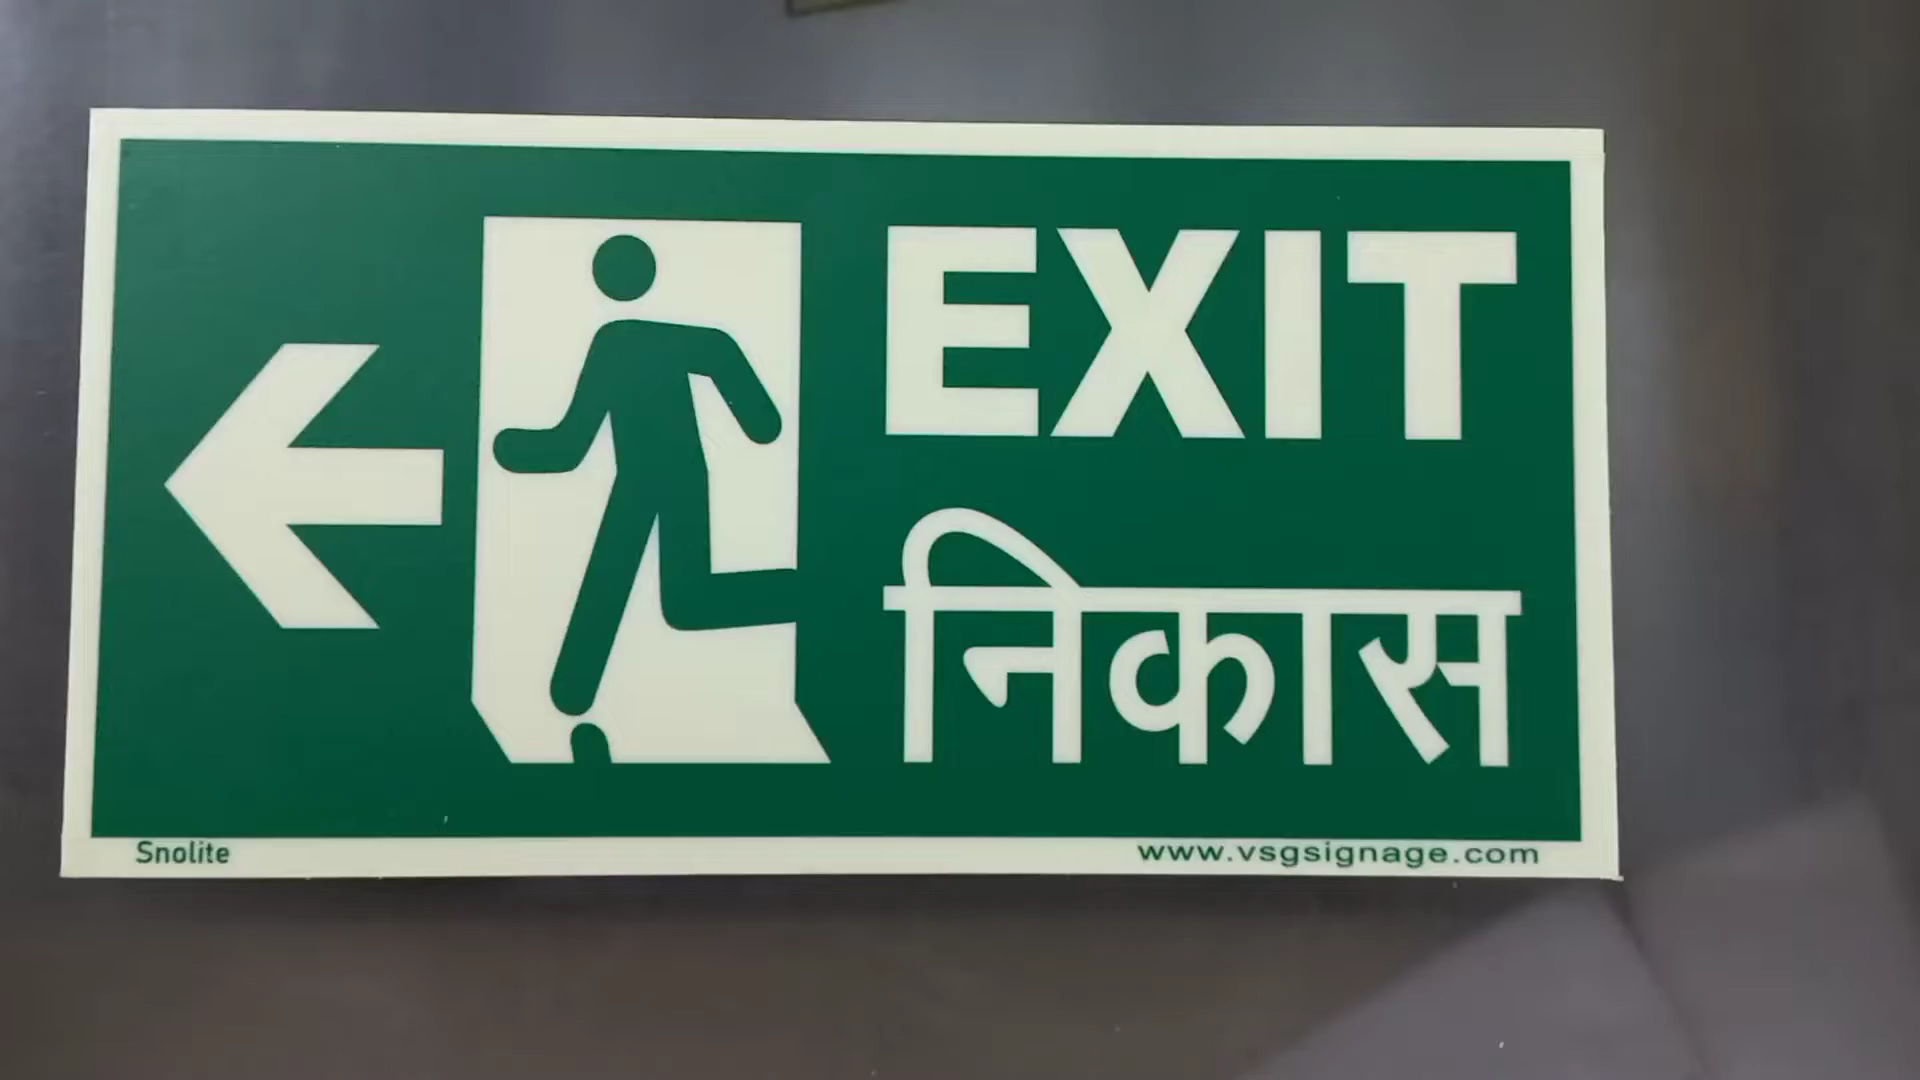 EXIT
निकास
Snolite
www.vsgsignage.com